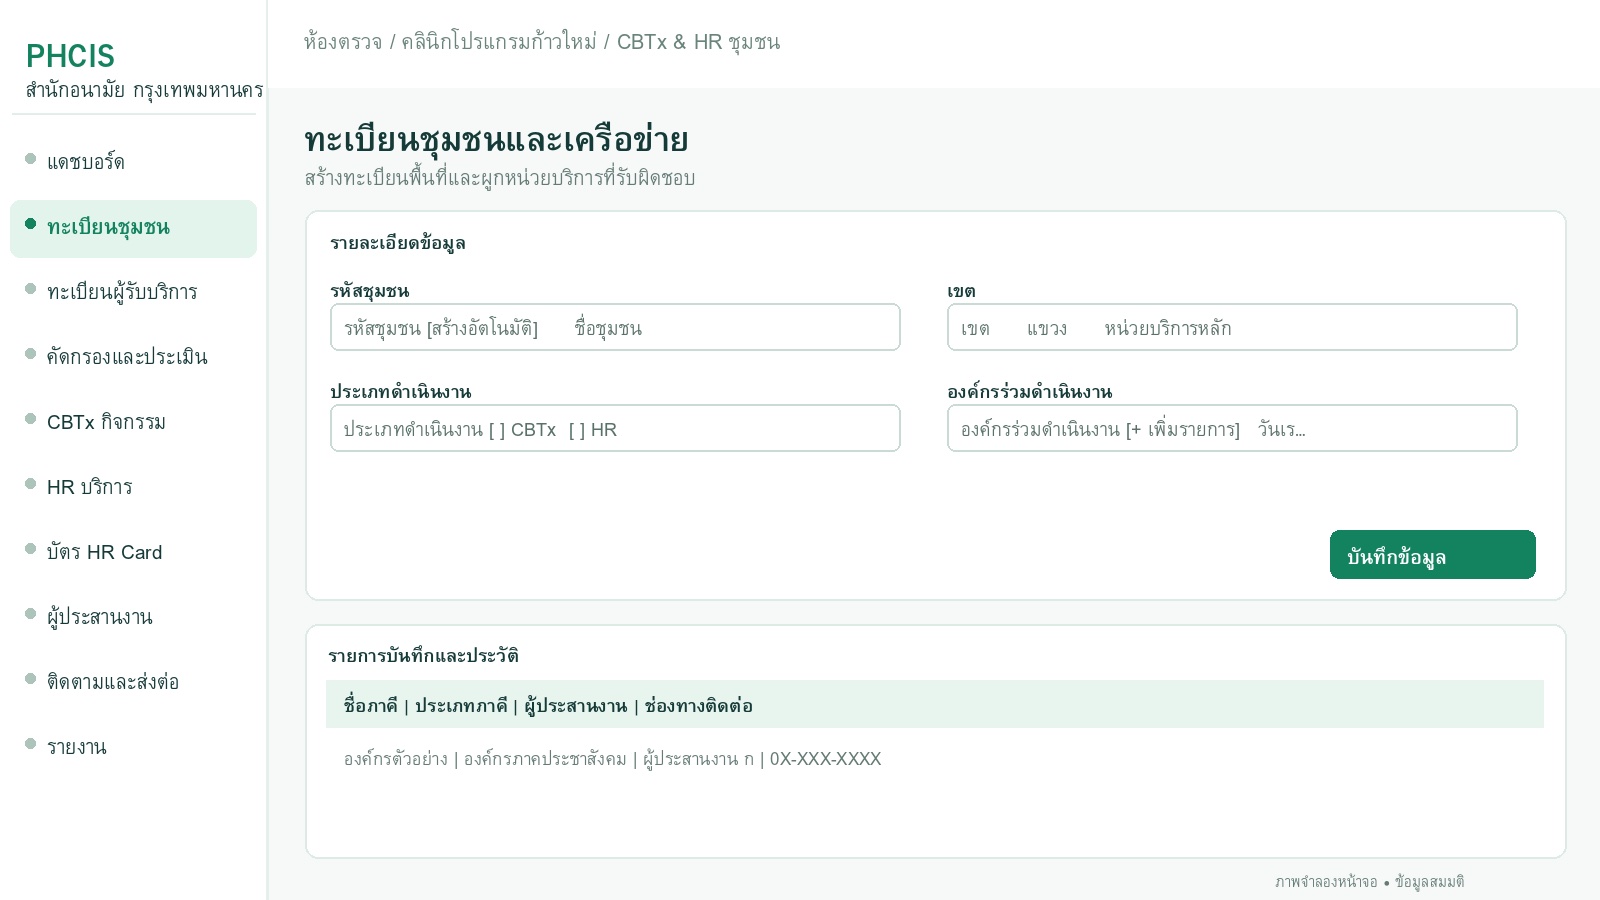 PHCIS
สำนักอนามัย กรุงเทพมหานคร
แดชบอร์ด
ทะเบียนชุมชน
ทะเบียนผู้รับบริการ
คัดกรองและประเมิน
CBTx กิจกรรม
HR บริการ
บัตร HR Card
ผู้ประสานงาน
ติดตามและส่งต่อ
รายงาน
ห้องตรวจ / คลินิกโปรแกรมก้าวใหม่ / CBTx & HR ชุมชน
ทะเบียนชุมชนและเครือข่าย
สร้างทะเบียนพื้นที่และผูกหน่วยบริการที่รับผิดชอบ
รายละเอียดข้อมูล
รหัสชุมชน
รหัสชุมชน [สร้างอัตโนมัติ] ชื่อชุมชน
เขต
เขต แขวง หน่วยบริการหลัก
ประเภทดำเนินงาน
ประเภทดำเนินงาน [ ] CBTx [ ] HR
องค์กรร่วมดำเนินงาน
องค์กรร่วมดำเนินงาน [+ เพิ่มรายการ] วันเร...
บันทึกข้อมูล
รายการบันทึกและประวัติ
ชื่อภาคี | ประเภทภาคี | ผู้ประสานงาน | ช่องทางติดต่อ
องค์กรตัวอย่าง | องค์กรภาคประชาสังคม | ผู้ประสานงาน ก | 0X-XXX-XXXX
ภาพจำลองหน้าจอ • ข้อมูลสมมติ